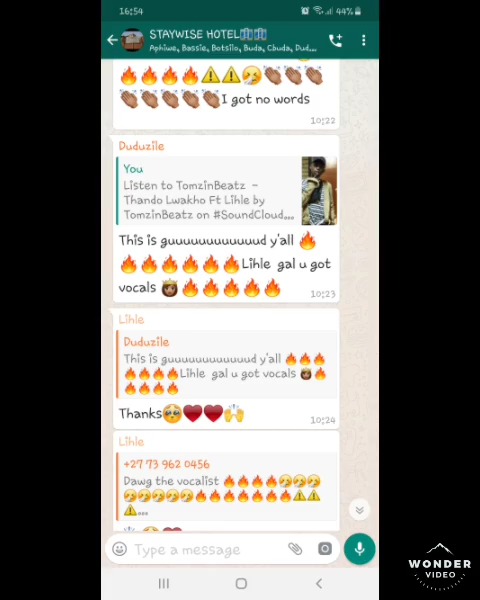 16:54
44%
STAYWISE HOTEL
Aphiwe, Bassie, Botsilo, Buda, Cbuda, Dud...
🔥🔥🔥🔥⚠️⚠️🤧👏🏽👏🏽👏🏽
👏🏽👏🏽👏🏽👏🏽👏🏽I got no words
10:22
Duduzile
You
Listen to TomzinBeatz -
Thando Lwakho Ft Lihle by
TomzinBeatz on #SoundCloud...
This is guuuuuuuuuuuud y'all 🔥
🔥🔥🔥🔥🔥🔥Lihle gal u got
vocals 👸🏽🔥🔥🔥🔥🔥
10:23
Lihle
Duduzile
This is guuuuuuuuuuuud y'all 🔥🔥🔥
🔥🔥🔥🔥Lihle gal u got vocals 👸🏽🔥
🔥🔥🔥🔥
Thanks🥺❤️❤️🙌
10:24
Lihle
+27 73 962 0456
Dawg the vocalist 🔥🔥🔥🔥🤧🤧🤧
🤧🤧🤧🤧🤧🔥🔥🔥🔥🔥🔥🔥⚠️⚠️
⚠️...
Type a message
WONDER
VIDEO